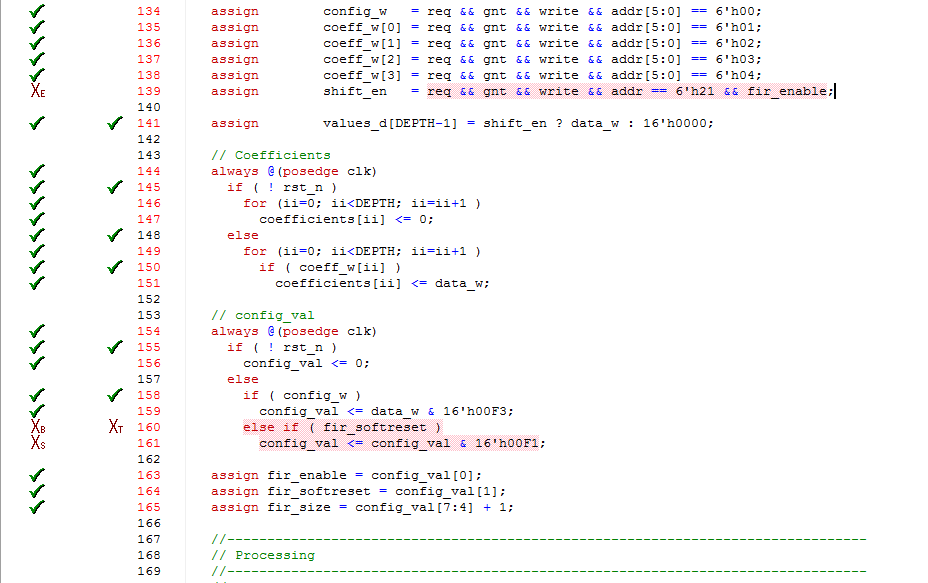 134 assign config_w = req && gnt && write && addr[5:0] == 6'h00;
135 assign coeff_w[0] = req && gnt && write && addr[5:0] == 6'h01;
136 assign coeff_w[1] = req && gnt && write && addr[5:0] == 6'h02;
137 assign coeff_w[2] = req && gnt && write && addr[5:0] == 6'h03;
138 assign coeff_w[3] = req && gnt && write && addr[5:0] == 6'h04;
XE 139 assign shift_en = req && gnt && write && addr == 6'h21 && fir_enable;
140
141 assign values_d[DEPTH-1] = shift_en ? data_w : 16'h0000;
142
143 // Coefficients
144 always @(posedge clk)
145 if ( ! rst_n )
146 for (ii=0; ii<DEPTH; ii=ii+1 )
147 coefficients[ii] <= 0;
148 else
149 for (ii=0; ii<DEPTH; ii=ii+1 )
150 if ( coeff_w[ii] )
151 coefficients[ii] <= data_w;
152
153 // config_val
154 always @(posedge clk)
155 if ( ! rst_n )
156 config_val <= 0;
157 else
158 if ( config_w )
159 config_val <= data_w & 16'h00F3;
XB XT 160 else if ( fir_softreset )
XS 161 config_val <= config_val & 16'h00F1;
162
163 assign fir_enable = config_val[0];
164 assign fir_softreset = config_val[1];
165 assign fir_size = config_val[7:4] + 1;
166
167 //--------------------------------------------------------------------------------
168 // Processing
169 //--------------------------------------------------------------------------------